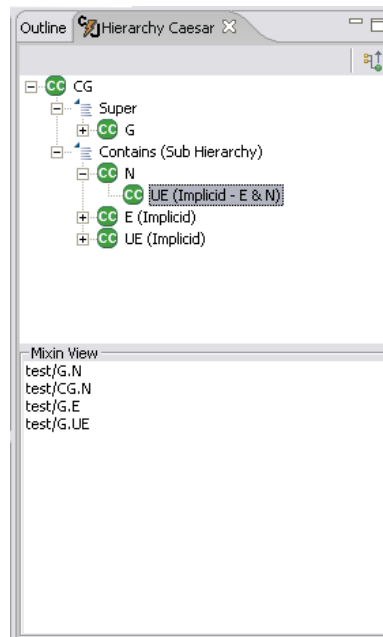 Outline Hierarchy Caesar
CC CG
Super
CC G
Contains (Sub Hierarchy)
CC N
CC UE (Implicid - E & N)
CC E (Implicid)
CC UE (Implicid)
Mixin View
test/G.N
test/CG.N
test/G.E
test/G.UE